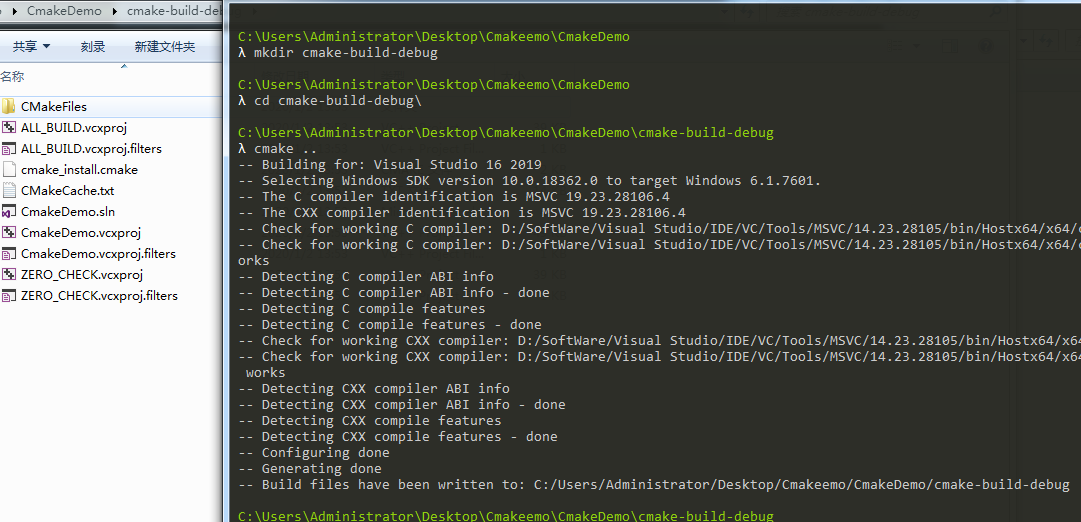 CmakeDemo cmake-build-de
共享 刻录 新建文件夹
名称
CMakeFiles
ALL_BUILD.vcxproj
ALL_BUILD.vcxproj.filters
cmake_install.cmake
CMakeCache.txt
CmakeDemo.sln
CmakeDemo.vcxproj
CmakeDemo.vcxproj.filters
ZERO_CHECK.vcxproj
ZERO_CHECK.vcxproj.filters
C:\Users\Administrator\Desktop\Cmakeemo\CmakeDemo
λ mkdir cmake-build-debug
C:\Users\Administrator\Desktop\Cmakeemo\CmakeDemo
λ cd cmake-build-debug\
C:\Users\Administrator\Desktop\Cmakeemo\CmakeDemo\cmake-build-debug
λ cmake ..
-- Building for: Visual Studio 16 2019
-- Selecting Windows SDK version 10.0.18362.0 to target Windows 6.1.7601.
-- The C compiler identification is MSVC 19.23.28106.4
-- The CXX compiler identification is MSVC 19.23.28106.4
-- Check for working C compiler: D:/SoftWare/Visual Studio/IDE/VC/Tools/MSVC/14.23.28105/bin/Hostx64/x64/
-- Check for working C compiler: D:/SoftWare/Visual Studio/IDE/VC/Tools/MSVC/14.23.28105/bin/Hostx64/x64/
orks
-- Detecting C compiler ABI info
-- Detecting C compiler ABI info - done
-- Detecting C compile features
-- Detecting C compile features - done
-- Check for working CXX compiler: D:/SoftWare/Visual Studio/IDE/VC/Tools/MSVC/14.23.28105/bin/Hostx64/x6
-- Check for working CXX compiler: D:/SoftWare/Visual Studio/IDE/VC/Tools/MSVC/14.23.28105/bin/Hostx64/x6
works
-- Detecting CXX compiler ABI info
-- Detecting CXX compiler ABI info - done
-- Detecting CXX compile features
-- Detecting CXX compile features - done
-- Configuring done
-- Generating done
-- Build files have been written to: C:/Users/Administrator/Desktop/Cmakeemo/CmakeDemo/cmake-build-debug
C:\Users\Administrator\Desktop\Cmakeemo\CmakeDemo\cmake-build-debug